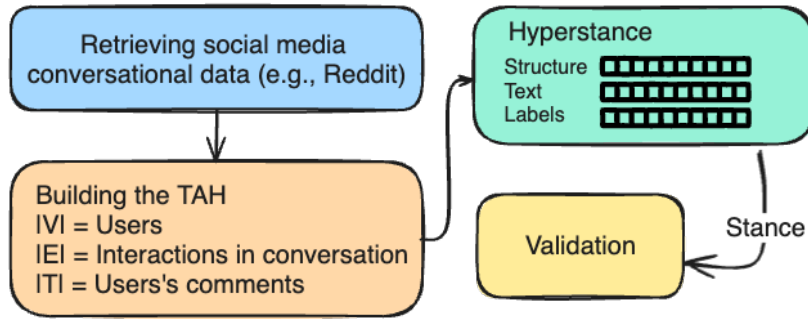 Retrieving social media
conversational data (e.g., Reddit)
Building the TAH
|V| = Users
|E| = Interactions in conversation
|T| = Users's comments
Hyperstance
Structure
Text
Labels
Stance
Validation